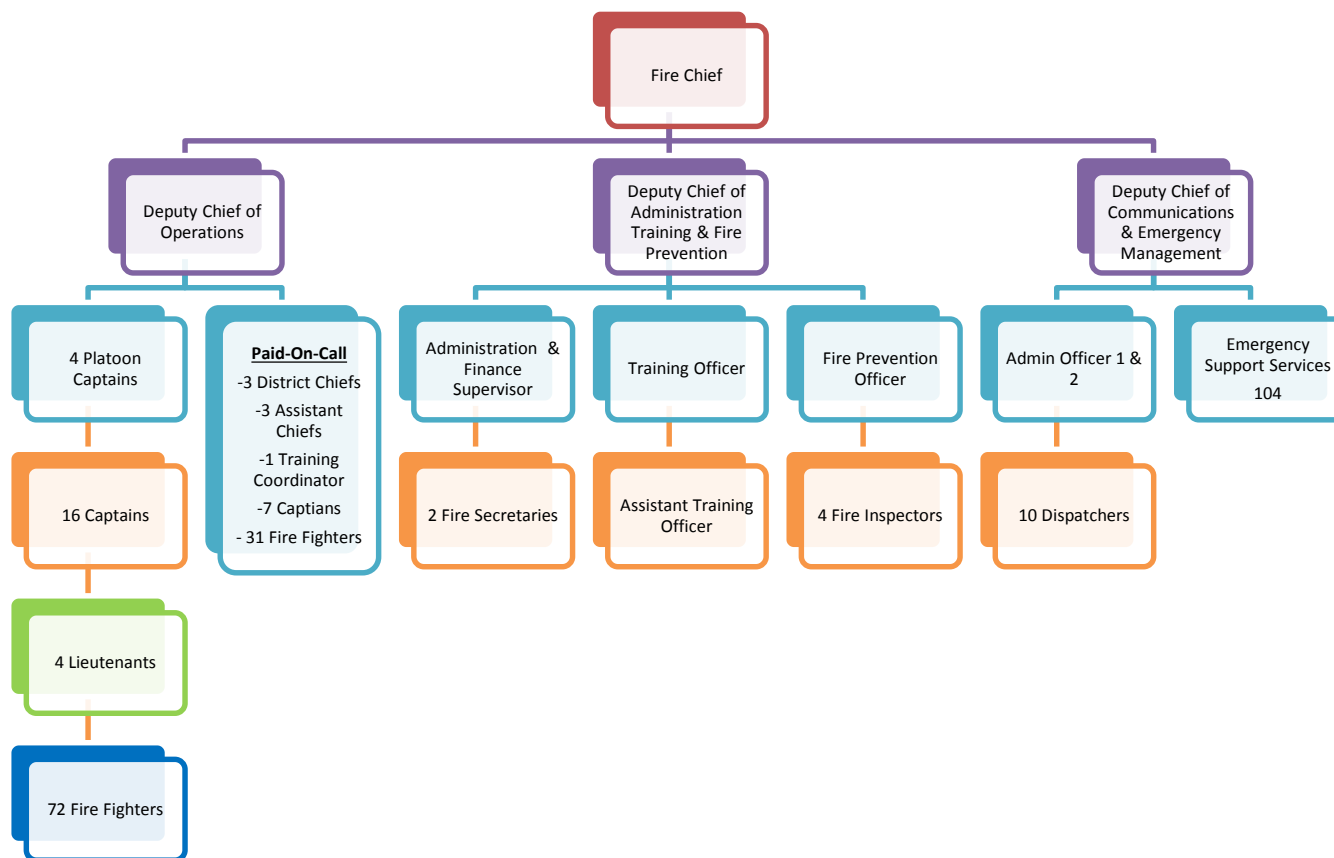 Fire Chief
Deputy Chief of
Operations
Deputy Chief of
Administration
Training & Fire
Prevention
Deputy Chief of
Communications
& Emergency
Management
4 Platoon
Captains
Paid-On-Call
-3 District Chiefs
-3 Assistant
Chiefs
-1 Training
Coordinator
-7 Captians
- 31 Fire Fighters
Administration &
Finance
Supervisor
Training Officer
Fire Prevention
Officer
Admin Officer 1 &
2
Emergency
Support Services
104
16 Captains
2 Fire Secretaries
Assistant Training
Officer
4 Fire Inspectors
10 Dispatchers
4 Lieutenants
72 Fire Fighters